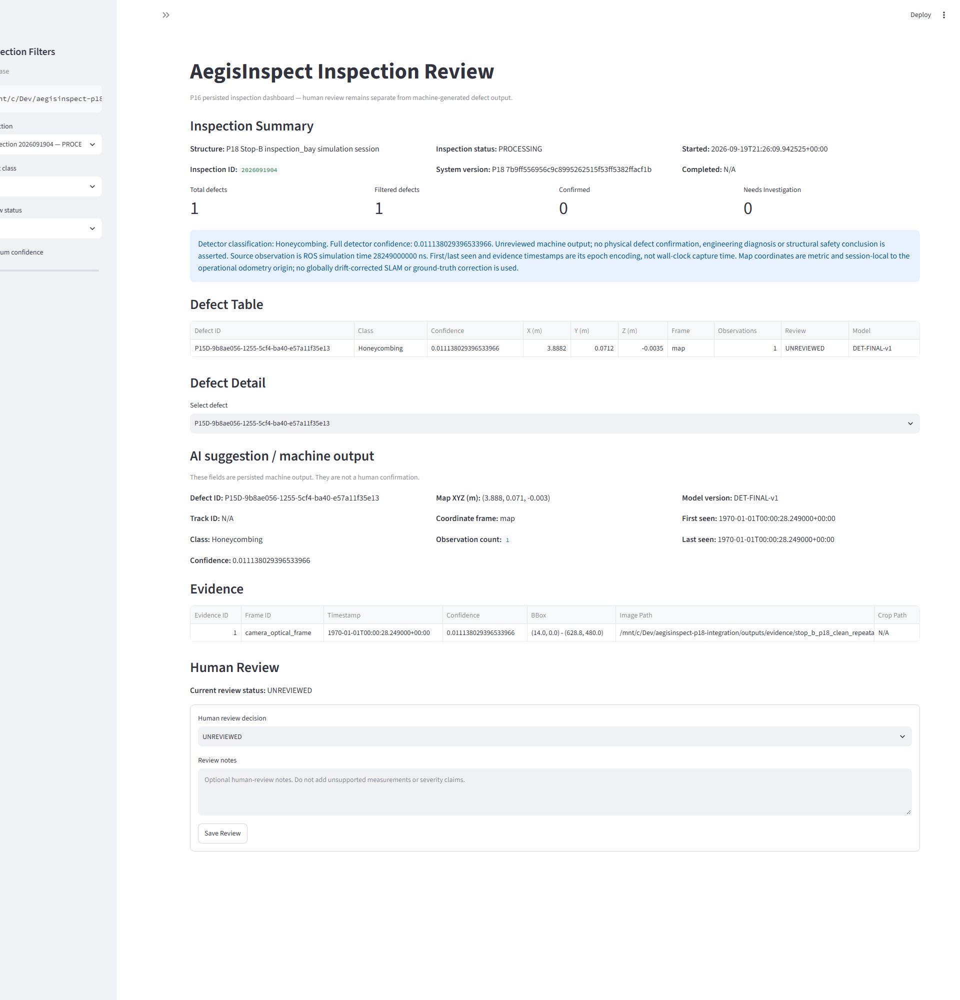 Deploy
ection Filters
ase
nt/c/Dev/aegisinspect-p18
ction
ection 2026091904 — PROCE
t class
w status
um confidence
AegisInspect Inspection Review
P16 persisted inspection dashboard — human review remains separate from machine-generated defect output.
Inspection Summary
Structure: P18 Stop-B inspection_bay simulation session
Inspection status: PROCESSING
Started: 2026-09-19T21:26:09.942525+00:00
Inspection ID: 2026091904
System version: P18 7b9ff556956c9c8995262515f53ff5382ffacf1b
Completed: N/A
Total defects
Filtered defects
Confirmed
Needs Investigation
1
1
0
0
Detector classification: Honeycombing. Full detector confidence: 0.011138029396533966. Unreviewed machine output; no physical defect confirmation, engineering diagnosis or structural safety conclusion is
asserted. Source observation is ROS simulation time 28249000000 ns. First/last seen and evidence timestamps are its epoch encoding, not wall-clock capture time. Map coordinates are metric and session-local to the
operational odometry origin; no globally drift-corrected SLAM or ground-truth correction is used.
Defect Table
Defect ID Class Confidence X (m) Y (m) Z (m) Frame Observations Review Model
P15D-9b8ae056-1255-5cf4-ba40-e57a11f35e13 Honeycombing 0.011138029396533966 3.8882 0.0712 -0.0035 map 1 UNREVIEWED DET-FINAL-v1
Defect Detail
Select defect
P15D-9b8ae056-1255-5cf4-ba40-e57a11f35e13
AI suggestion / machine output
These fields are persisted machine output. They are not a human confirmation.
Defect ID: P15D-9b8ae056-1255-5cf4-ba40-e57a11f35e13
Map XYZ (m): (3.888, 0.071, -0.003)
Model version: DET-FINAL-v1
Track ID: N/A
Coordinate frame: map
First seen: 1970-01-01T00:00:28.249000+00:00
Class: Honeycombing
Observation count: 1
Last seen: 1970-01-01T00:00:28.249000+00:00
Confidence: 0.011138029396533966
Evidence
Evidence ID Frame ID Timestamp Confidence BBox Image Path Crop Path
1 camera_optical_frame 1970-01-01T00:00:28.249000+00:00 0.011138029396533966 (14.0, 0.0) - (628.8, 480.0) /mnt/c/Dev/aegisinspect-p18-integration/outputs/evidence/stop_b_p18_clean_repeata N/A
Human Review
Current review status: UNREVIEWED
Human review decision
UNREVIEWED
Review notes
Optional human-review notes. Do not add unsupported measurements or severity claims.
Save Review